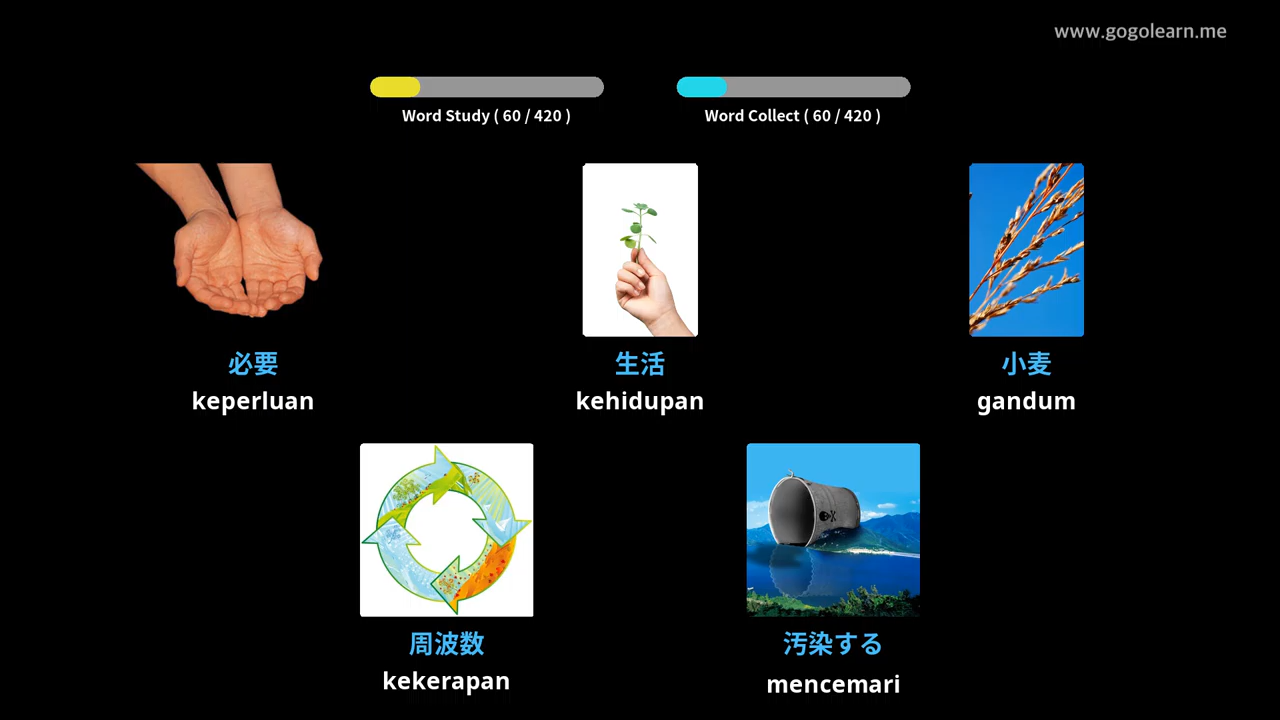 www.gogolearn.me
Word Study ( 60 / 420 )
Word Collect ( 60 / 420 )
必要
keperluan
生活
kehidupan
小麦
gandum
周波数
kekerapan
汚染する
mencemari